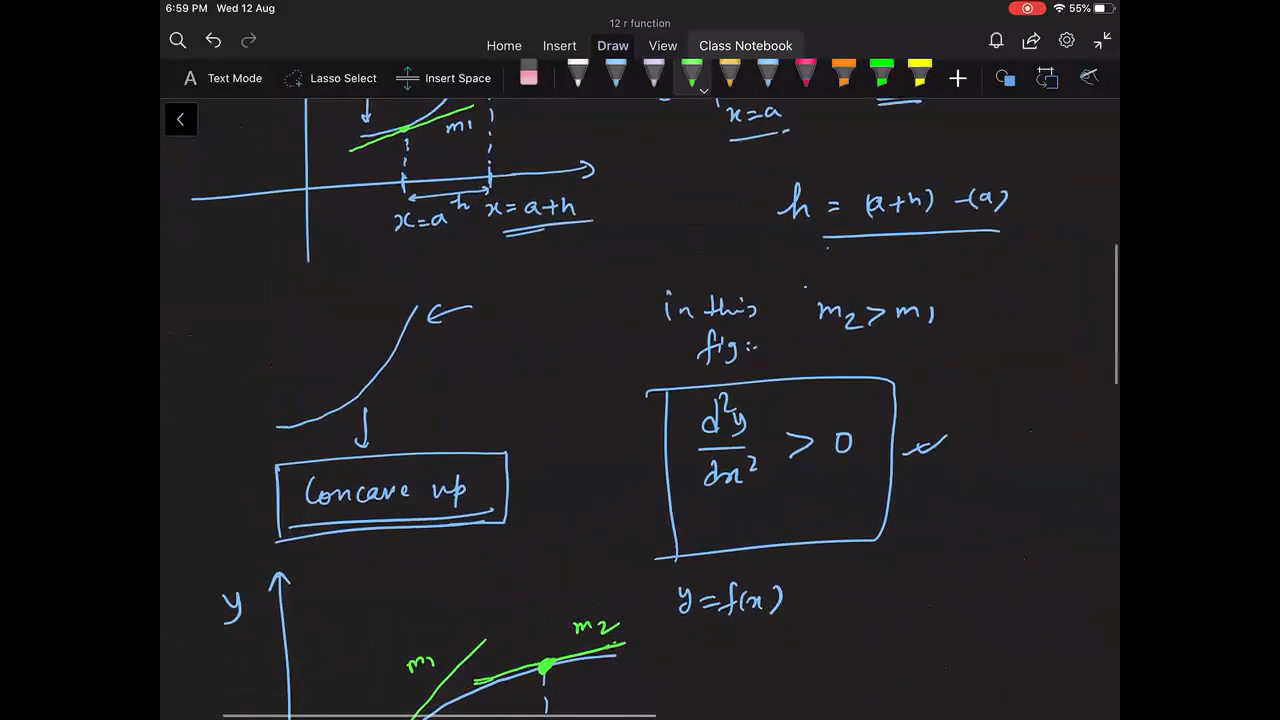 6:59 PM Wed 12 Aug
55%
12 r function
Home Insert Draw View Class Notebook
A Text Mode Lasso Select Insert Space
m1
x=a
h
x=a x=a+h
h = (a+h) -(a)
in this m2>m1
fig:-
d²y/dx² > 0
Concave up
y=f(x)
y
m2
m1